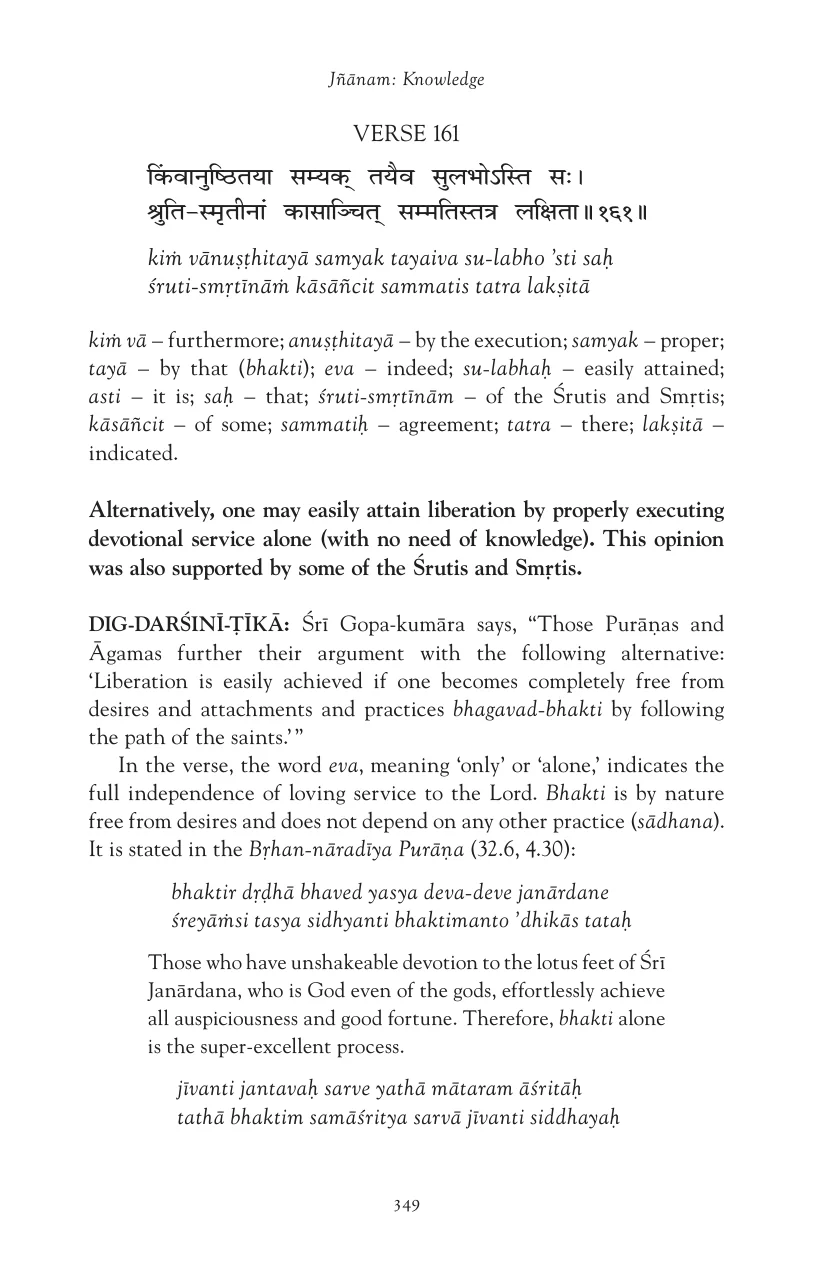 Jñānam: Knowledge
VERSE 161
किंवानुष्ठितया सम्यक् तयैव सुलभोऽस्ति सः।
श्रुति-स्मृतीनां कासाञ्चित् सम्मतिस्तत्र लक्षिता॥१६१॥
kiṁ vānuṣṭhitayā samyak tayaiva su-labho ’sti saḥ
śruti-smṛtīnāṁ kāsāñcit sammatis tatra lakṣitā
kiṁ vā – furthermore; anuṣṭhitayā – by the execution; samyak – proper;
tayā – by that (bhakti); eva – indeed; su-labhaḥ – easily attained;
asti – it is; saḥ – that; śruti-smṛtīnām – of the Śrutis and Smṛtis;
kāsāñcit – of some; sammatiḥ – agreement; tatra – there; lakṣitā –
indicated.
Alternatively, one may easily attain liberation by properly executing
devotional service alone (with no need of knowledge). This opinion
was also supported by some of the Śrutis and Smṛtis.
DIG-DARŚINĪ-ṬĪKĀ: Śrī Gopa-kumāra says, “Those Purāṇas and
Āgamas further their argument with the following alternative:
‘Liberation is easily achieved if one becomes completely free from
desires and attachments and practices bhagavad-bhakti by following
the path of the saints.’”
In the verse, the word eva, meaning ‘only’ or ‘alone,’ indicates the
full independence of loving service to the Lord. Bhakti is by nature
free from desires and does not depend on any other practice (sādhana).
It is stated in the Bṛhan-nāradīya Purāṇa (32.6, 4.30):
bhaktir dṛḍhā bhaved yasya deva-deve janārdane
śreyāṁsi tasya sidhyanti bhaktimanto ’dhikās tataḥ
Those who have unshakeable devotion to the lotus feet of Śrī
Janārdana, who is God even of the gods, effortlessly achieve
all auspiciousness and good fortune. Therefore, bhakti alone
is the super-excellent process.
jīvanti jantavaḥ sarve yathā mātaram āśritāḥ
tathā bhaktim samāśritya sarvā jīvanti siddhayaḥ
349